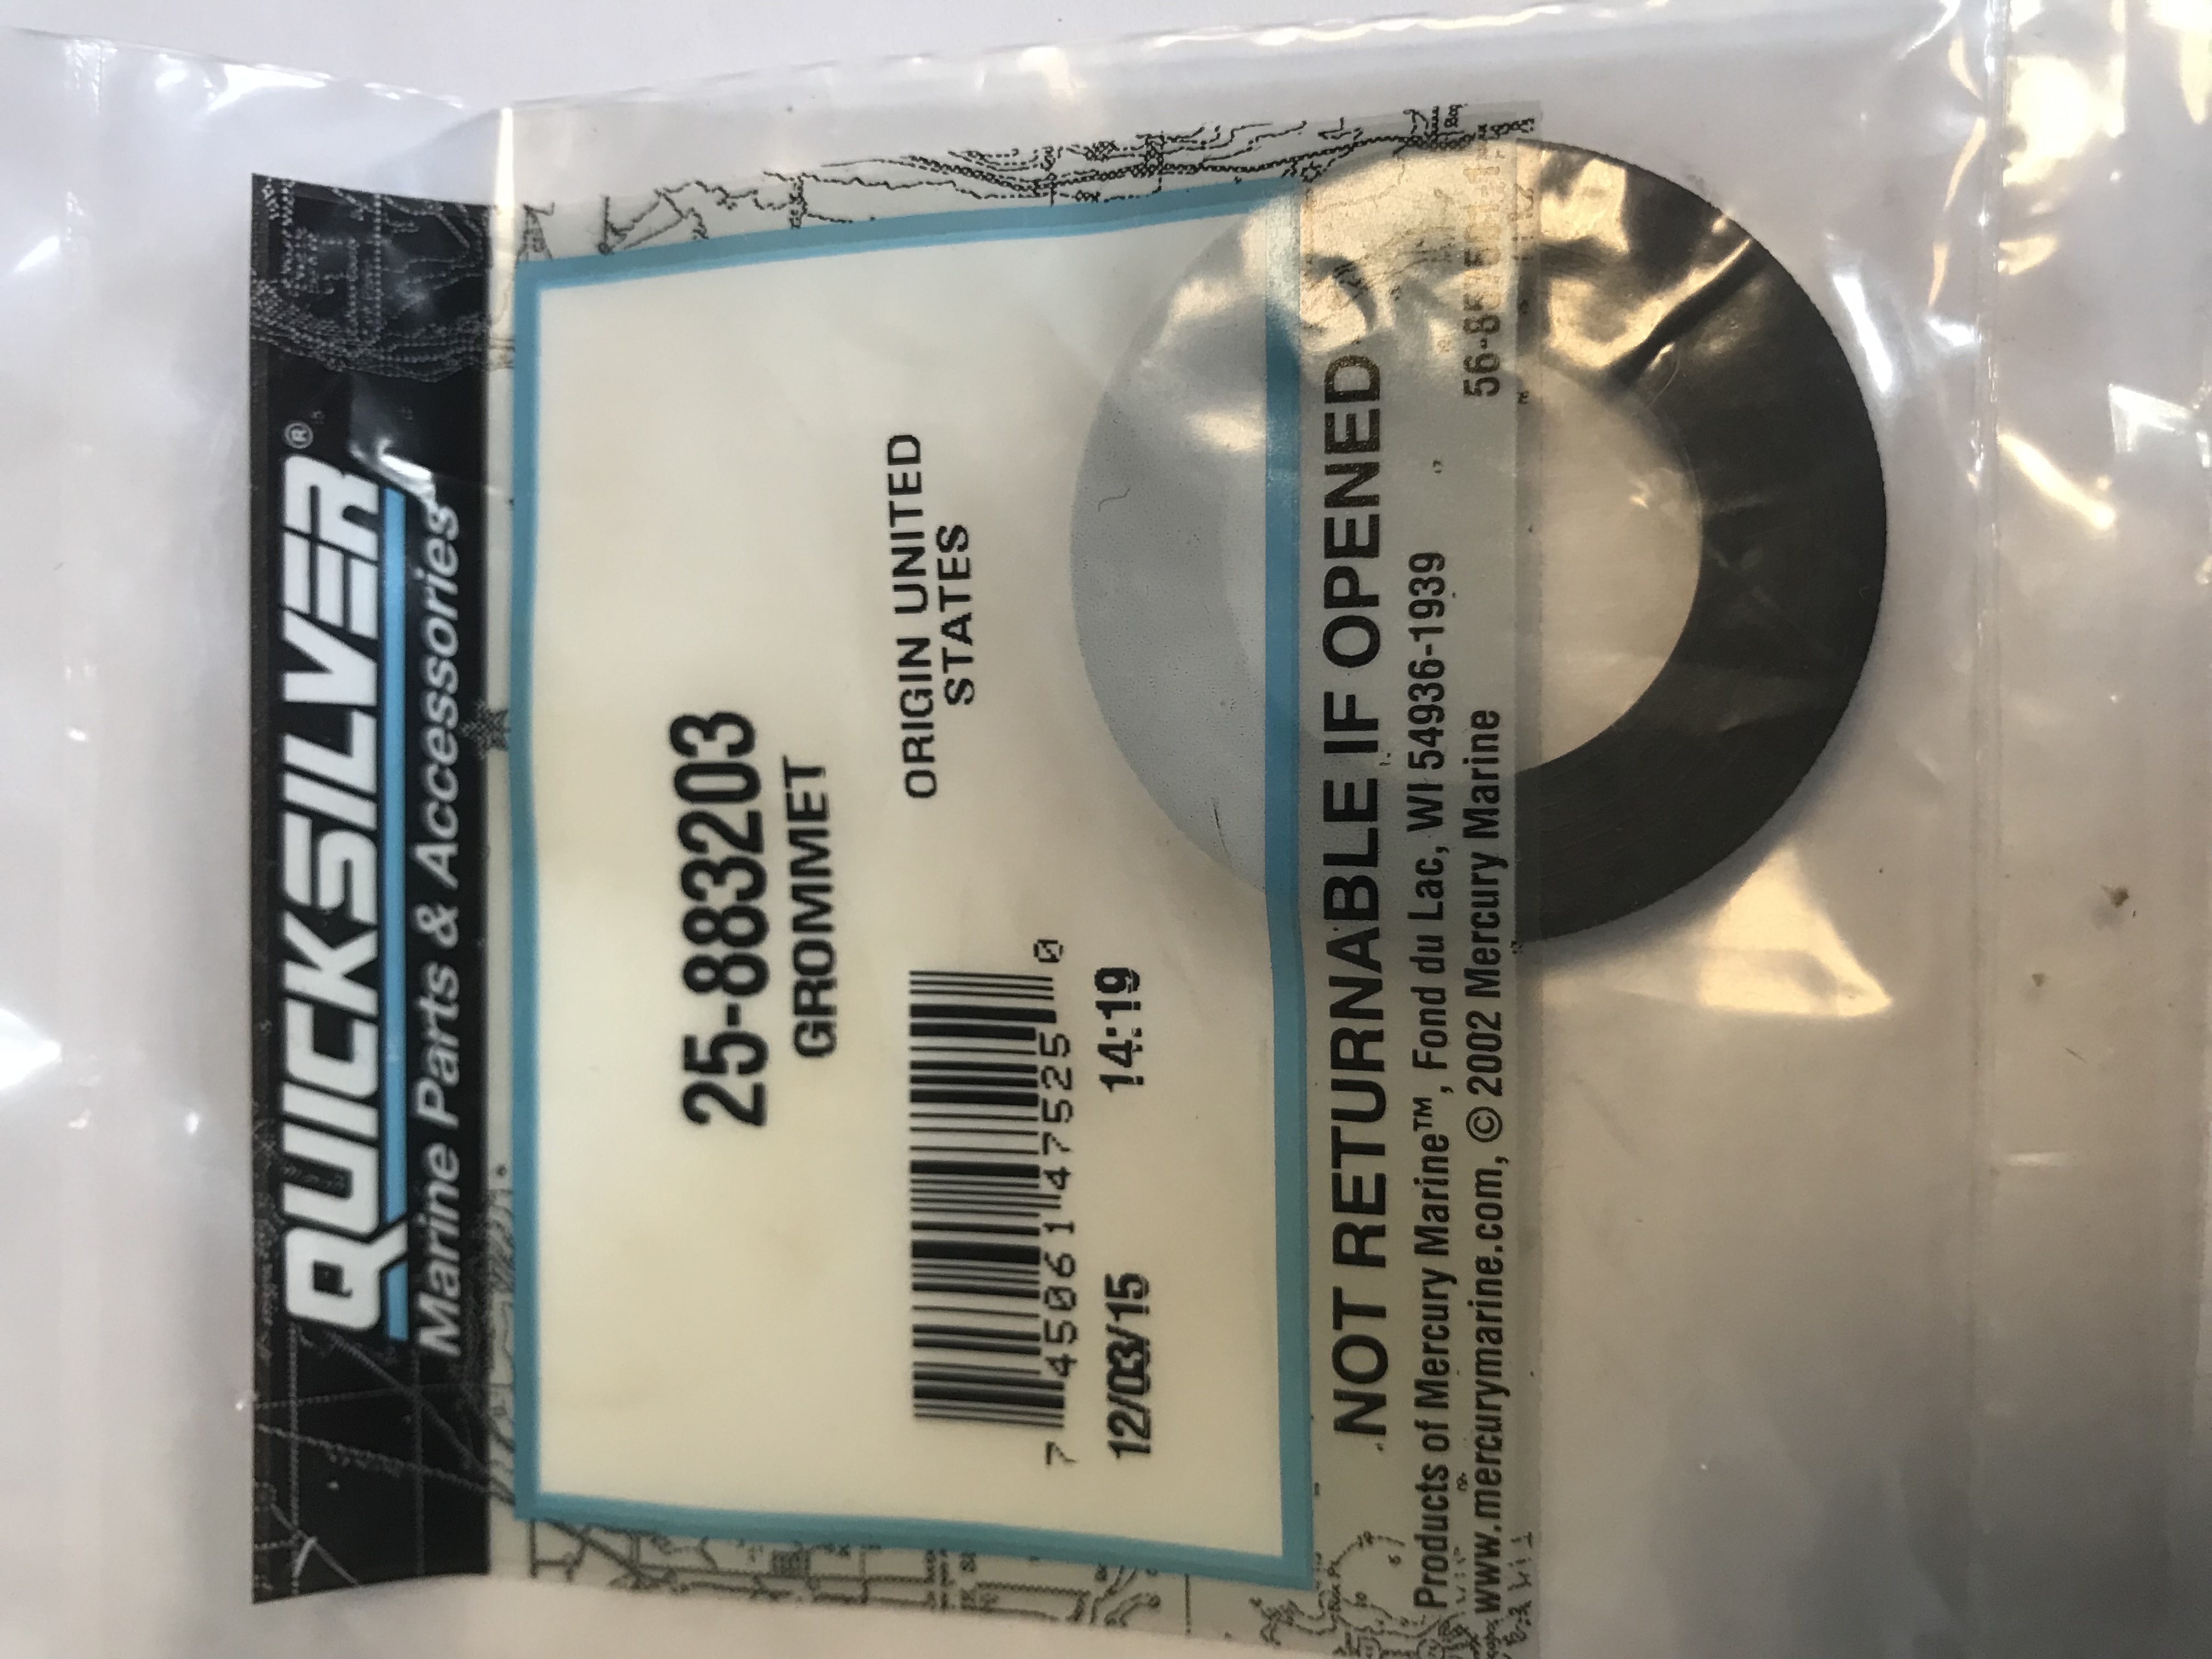 QUICKSILVER®
Marine Parts & Accessories
25-883203
GROMMET
ORIGIN UNITED
STATES
7 45061 47525 0
12/03/15 14:19
NOT RETURNABLE IF OPENED
Products of Mercury Marine™, Fond du Lac, WI 54936-1939
www.mercurymarine.com, © 2002 Mercury Marine